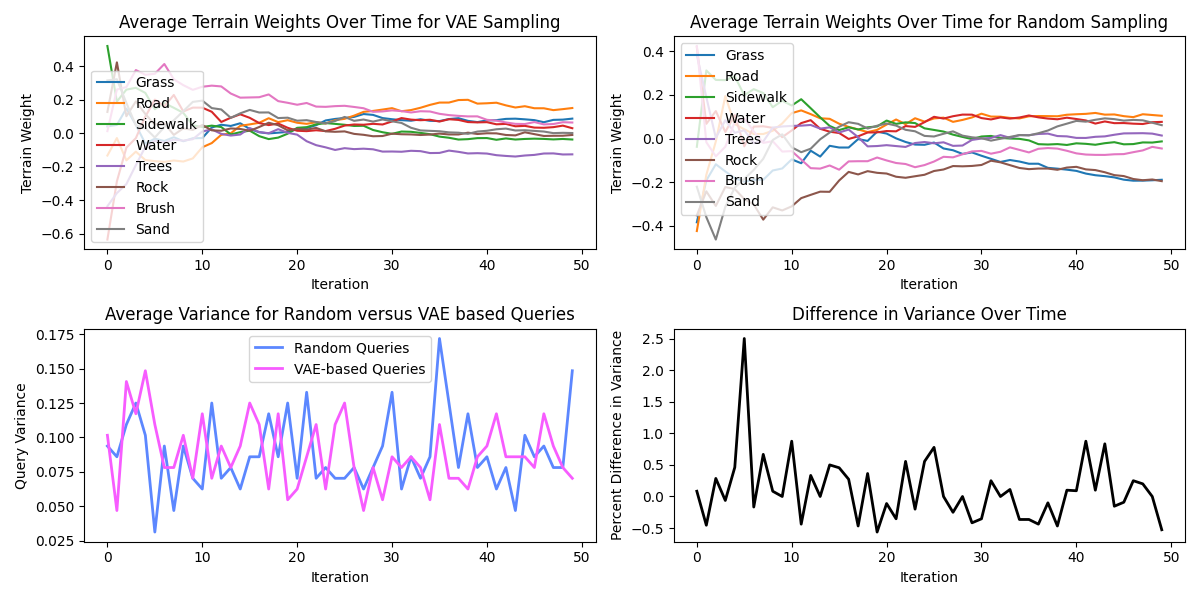 Average Terrain Weights Over Time for VAE Sampling
Terrain Weight
0.4
0.2
0.0
−0.2
−0.4
−0.6
Grass
Road
Sidewalk
Water
Trees
Rock
Brush
Sand
0 10 20 30 40 50
Iteration
Average Terrain Weights Over Time for Random Sampling
Terrain Weight
0.4
0.2
0.0
−0.2
−0.4
Grass
Road
Sidewalk
Water
Trees
Rock
Brush
Sand
0 10 20 30 40 50
Iteration
Average Variance for Random versus VAE based Queries
Query Variance
0.175
0.150
0.125
0.100
0.075
0.050
0.025
Random Queries
VAE-based Queries
0 10 20 30 40 50
Iteration
Difference in Variance Over Time
Percent Difference in Variance
2.5
2.0
1.5
1.0
0.5
0.0
−0.5
0 10 20 30 40 50
Iteration